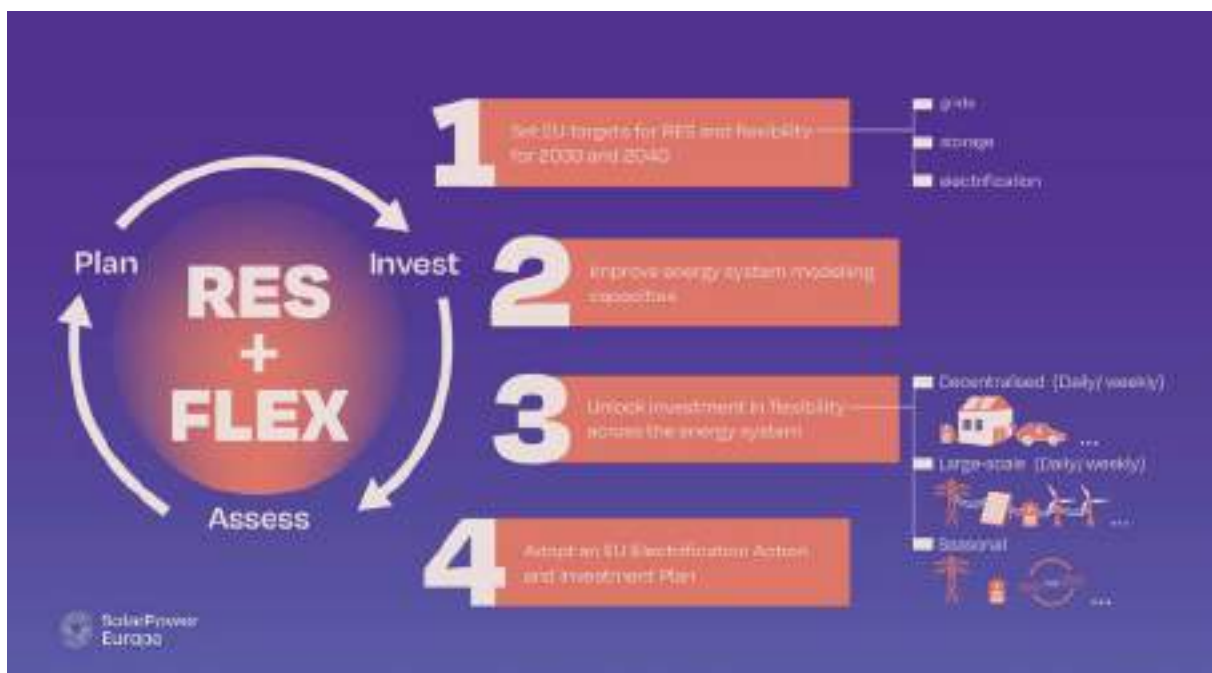 Plan
Invest
Assess
RES
+
FLEX
1
Set EU targets for RES and flexibility
for 2030 and 2040
grids
storage
electrification
2
Improve energy system modelling
capacities
3
Unlock investment in flexibility
across the energy system
Decentralised (Daily/ weekly)
...
Large-scale (Daily/ weekly)
...
Seasonal
...
4
Adopt an EU Electrification Action
and Investment Plan
SolarPower
Europe